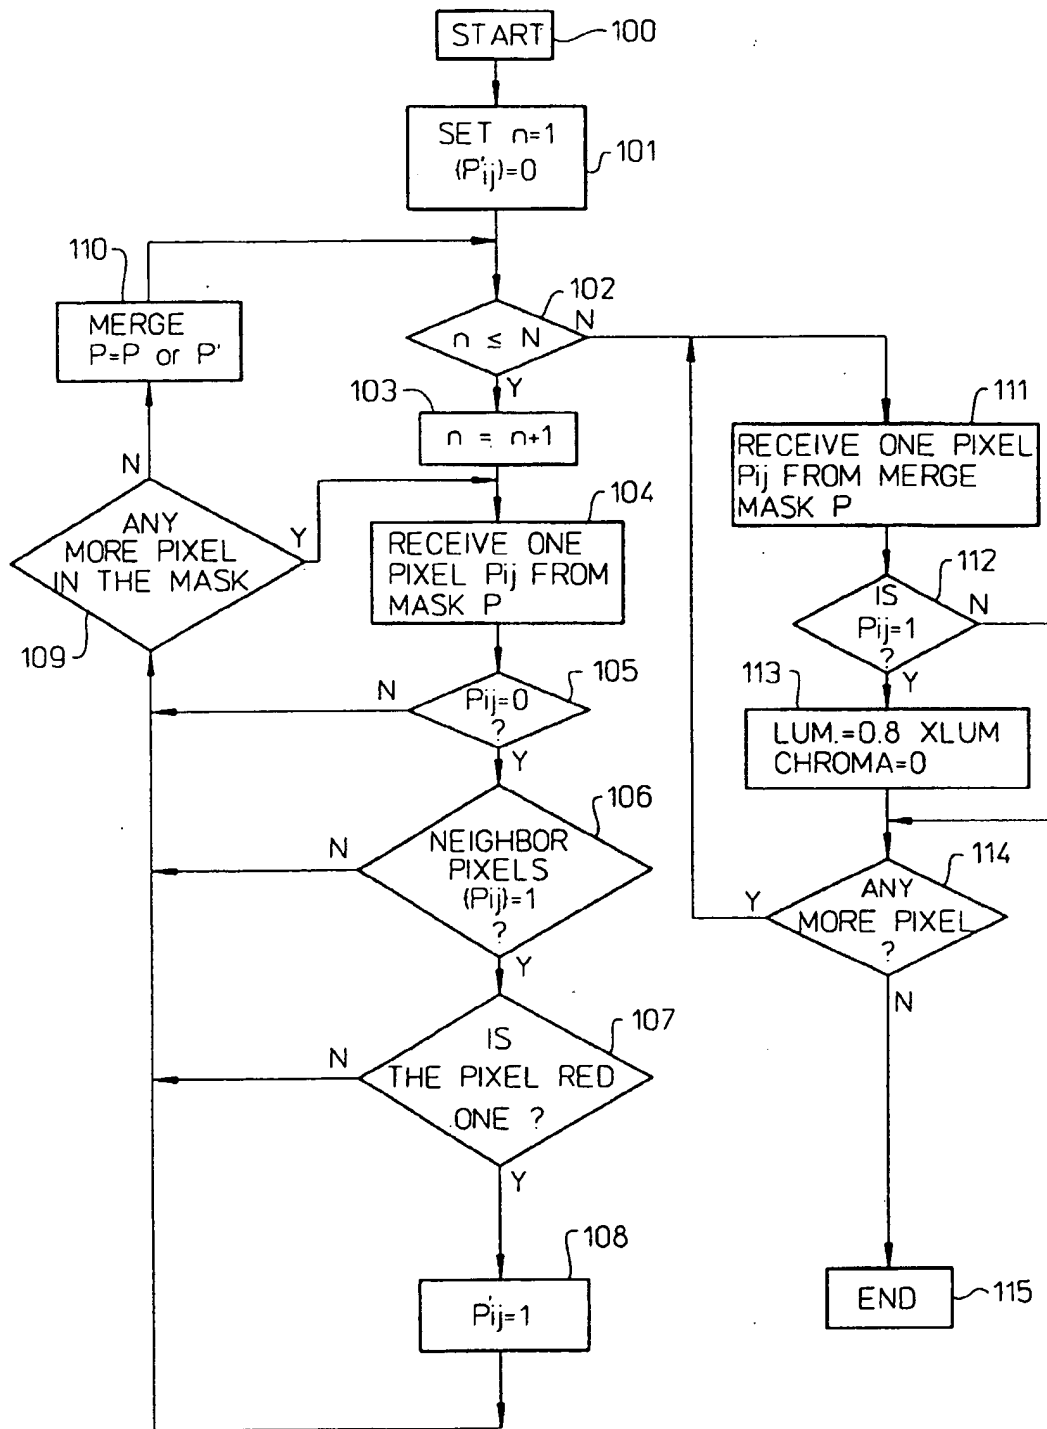 START
100
SET n=1
(P'ij)=0
101
110
MERGE
P=P or P'
102
n ≤ N
N
Y
103
n = n+1
111
RECEIVE ONE PIXEL
Pij FROM MERGE
MASK P
N
ANY
MORE PIXEL
IN THE MASK
Y
109
104
RECEIVE ONE
PIXEL Pij FROM
MASK P
112
IS
Pij=1
?
N
Y
105
Pij=0
?
N
Y
113
LUM.=0.8 XLUM
CHROMA=0
106
NEIGHBOR
PIXELS
(Pij)=1
?
N
Y
114
ANY
MORE PIXEL
?
Y
N
107
IS
THE PIXEL RED
ONE ?
N
Y
108
P'ij=1
END
115